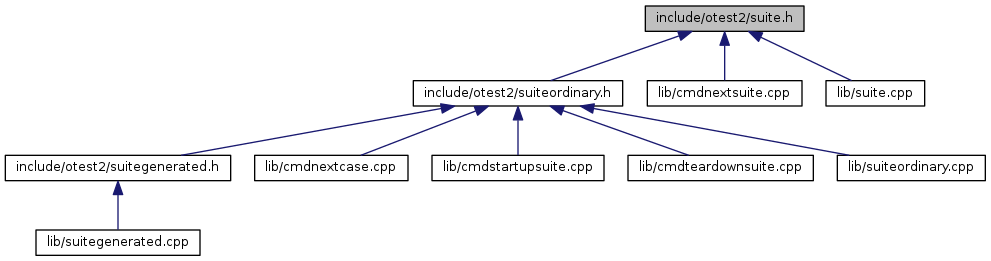 include/otest2/suite.h
include/otest2/suiteordinary.h
lib/cmdnextsuite.cpp
lib/suite.cpp
include/otest2/suitegenerated.h
lib/cmdnextcase.cpp
lib/cmdstartupsuite.cpp
lib/cmdteardownsuite.cpp
lib/suiteordinary.cpp
lib/suitegenerated.cpp